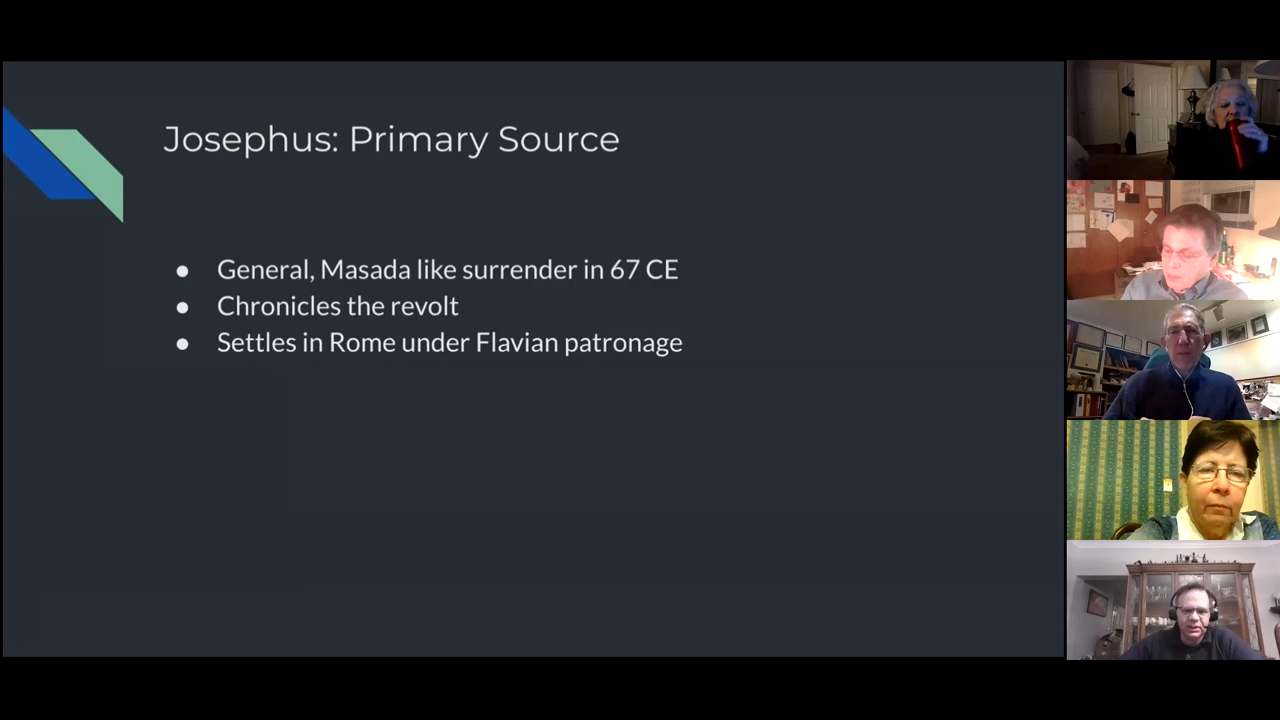 Josephus: Primary Source
● General, Masada like surrender in 67 CE
● Chronicles the revolt
● Settles in Rome under Flavian patronage